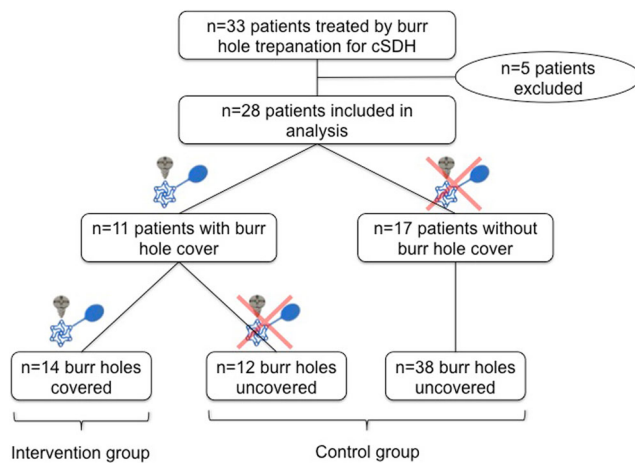 n=33 patients treated by burr
hole trepanation for cSDH
n=5 patients
excluded
n=28 patients included in
analysis
n=11 patients with burr
hole cover
n=17 patients without
burr hole cover
n=14 burr holes
covered
n=12 burr holes
uncovered
n=38 burr holes
uncovered
Intervention group
Control group